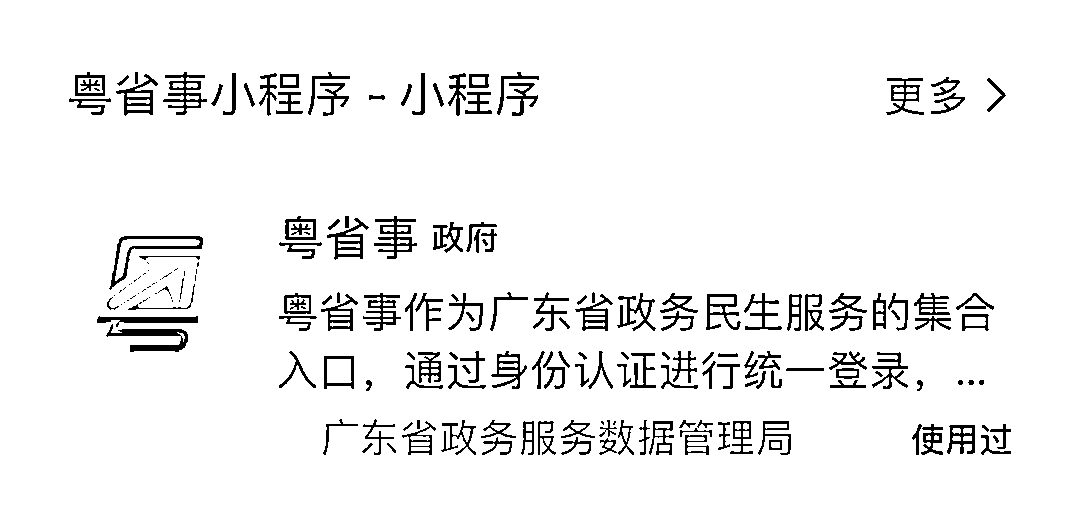 粤省事小程序 - 小程序
更多 >
粤省事 政府
粤省事作为广东省政务民生服务的集合
入口，通过身份认证进行统一登录，...
广东省政务服务数据管理局
使用过